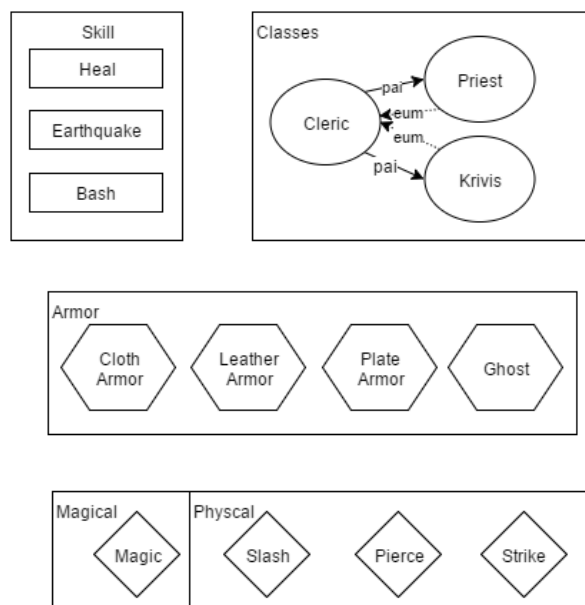 Skill
Heal
Earthquake
Bash
Classes
pai
Priest
eum
Cleric
eum
pai
Krivis
Armor
Cloth
Armor
Leather
Armor
Plate
Armor
Ghost
Magical
Magic
Physcal
Slash
Pierce
Strike